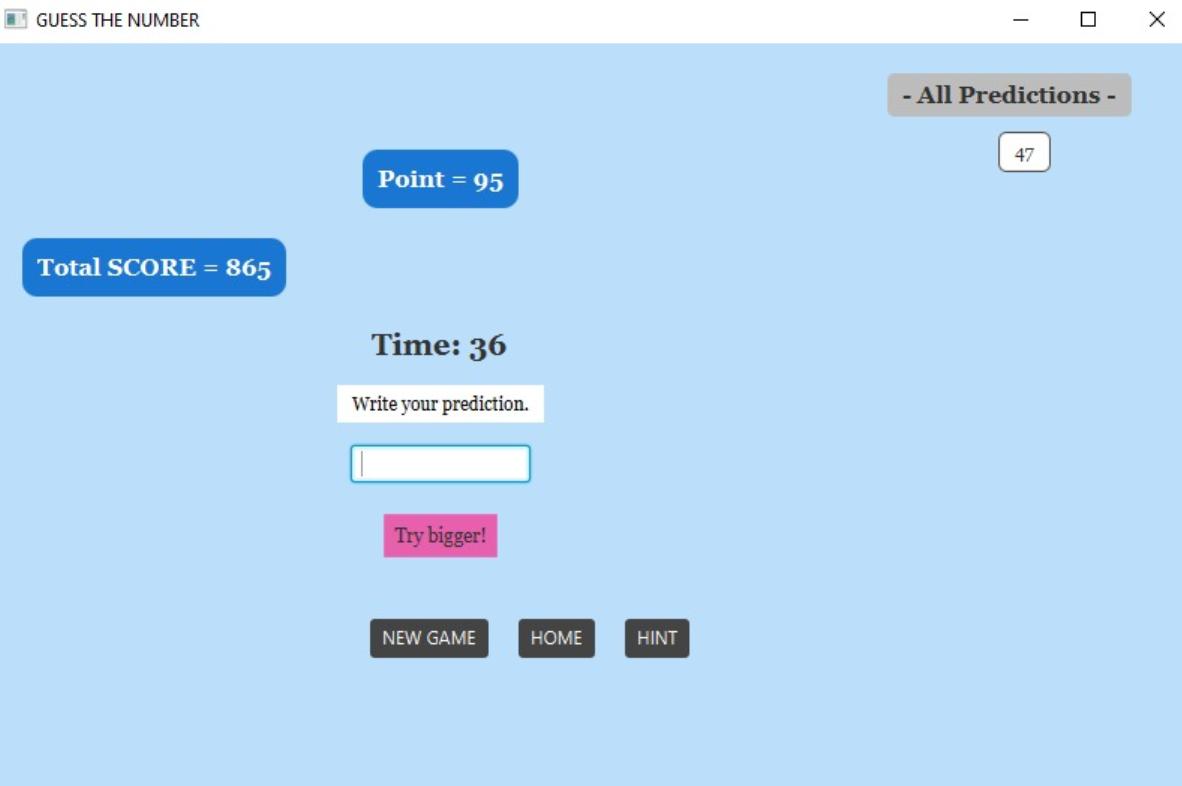 GUESS THE NUMBER
- All Predictions -
47
Point = 95
Total SCORE = 865
Time: 36
Write your prediction.
Try bigger!
NEW GAME HOME HINT